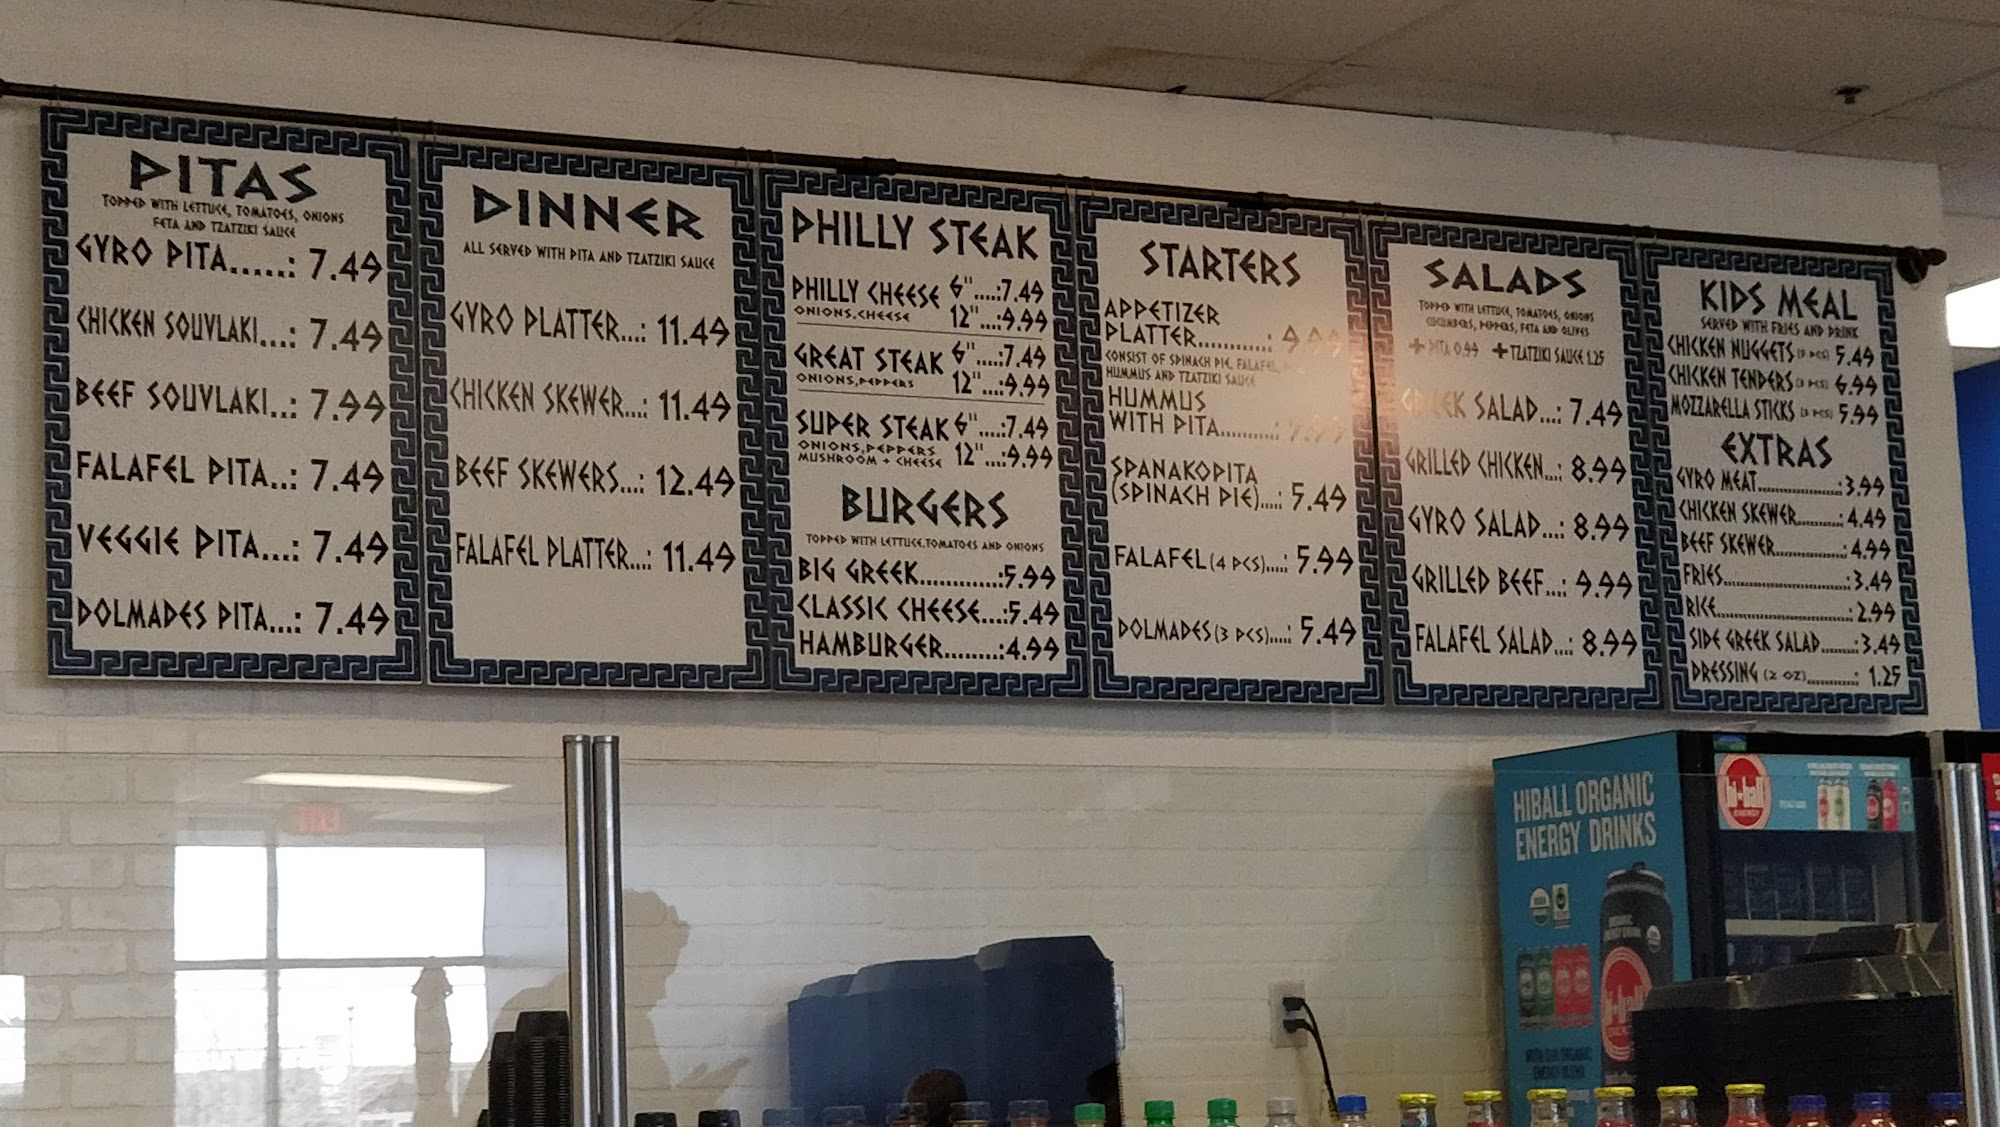 PITAS
TOPPED WITH LETTUCE, TOMATOES, ONIONS
FETA AND TZATZIKI SAUCE
GYRO PITA.....: 7.49
CHICKEN SOUVLAKI...: 7.49
BEEF SOUVLAKI..: 7.99
FALAFEL PITA..: 7.49
VEGGIE PITA...: 7.49
DOLMADES PITA...: 7.49
DINNER
ALL SERVED WITH PITA AND TZATZIKI SAUCE
GYRO PLATTER...: 11.49
CHICKEN SKEWER...: 11.49
BEEF SKEWERS...: 12.49
FALAFEL PLATTER...: 11.49
PHILLY STEAK
PHILLY CHEESE 6"....:7.49
ONIONS,CHEESE 12"...:9.99
GREAT STEAK 6"....:7.49
ONIONS,PEPPERS 12"...:9.99
SUPER STEAK 6"....:7.49
ONIONS,PEPPERS
MUSHROOM + CHEESE 12"...:9.99
BURGERS
TOPPED WITH LETTUCE,TOMATOES AND ONIONS
BIG GREEK............:5.99
CLASSIC CHEESE...:5.49
HAMBURGER........:4.99
STARTERS
APPETIZER
PLATTER...........: 9.99
CONSIST OF SPINACH PIE, FALAFEL,
HUMMUS AND TZATZIKI SAUCE
HUMMUS
WITH PITA..........: 
SPANAKOPITA
(SPINACH PIE)....: 5.49
FALAFEL (4 PCS)....: 5.99
DOLMADES (3 PCS)....: 5.49
SALADS
TOPPED WITH LETTUCE, TOMATOES, ONIONS
CUCUMBERS, PEPPERS, FETA AND OLIVES
+ PITA 0.99 + TZATZIKI SAUCE 1.25
GREEK SALAD...: 7.49
GRILLED CHICKEN..: 8.99
GYRO SALAD...: 8.99
GRILLED BEEF...: 9.99
FALAFEL SALAD...: 8.99
KIDS MEAL
SERVED WITH FRIES AND DRINK
CHICKEN NUGGETS (5 PCS) 5.49
CHICKEN TENDERS (3 PCS) 6.99
MOZZARELLA STICKS (5 PCS) 5.99
EXTRAS
GYRO MEAT...............:3.99
CHICKEN SKEWER.........:4.49
BEEF SKEWER.............:4.99
FRIES......................:3.49
RICE.......................: 2.99
SIDE GREEK SALAD.......:3.49
DRESSING (2 OZ)..........: 1.25
HIBALL ORGANIC
ENERGY DRINKS
hi•ball
ENERGY